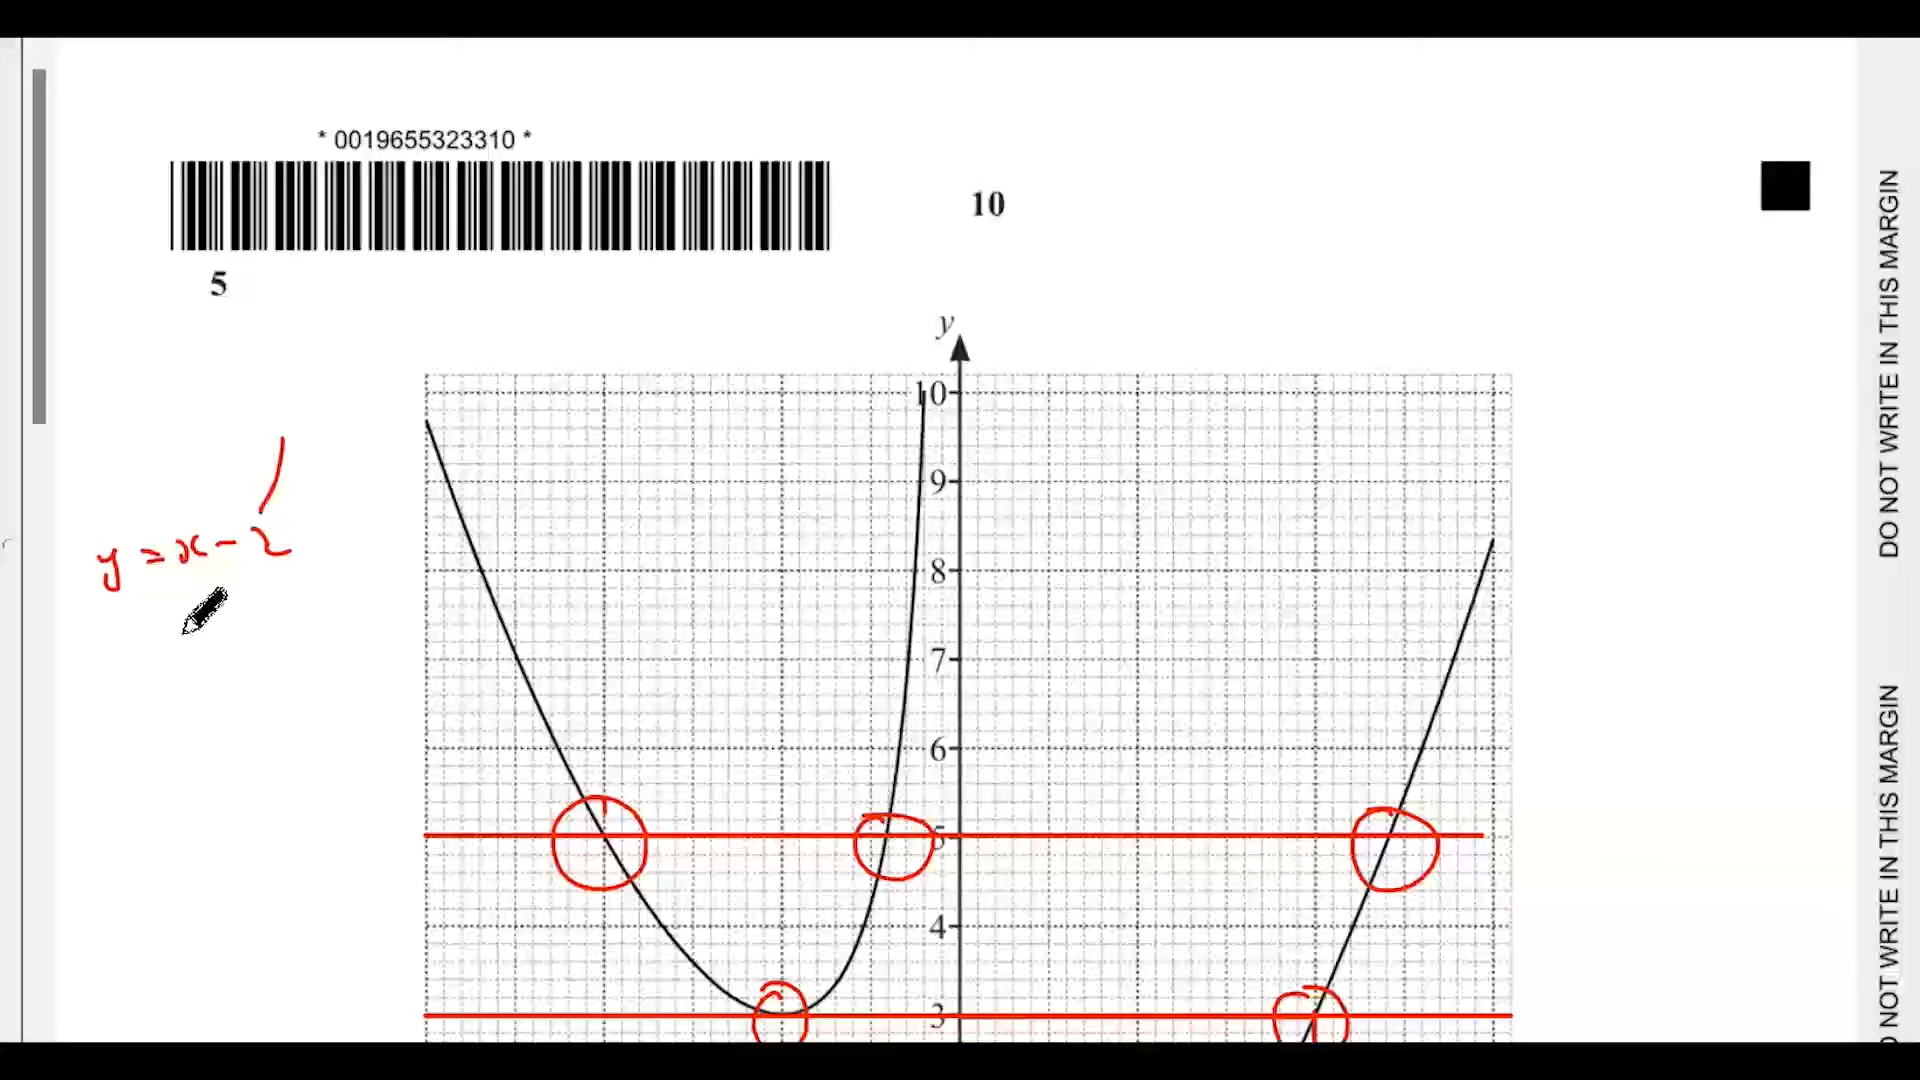 * 0019655323310 *
10
5
y
10
9
8
7
6
5
4
3
y = x - 2
DO NOT WRITE IN THIS MARGIN
NOT WRITE IN THIS MARGIN